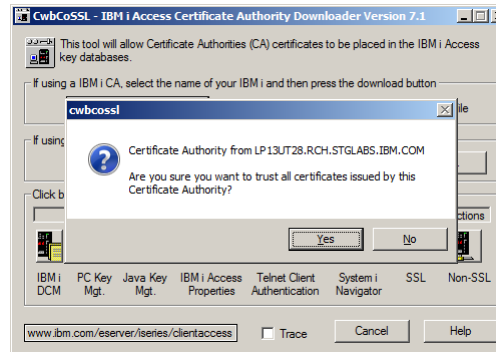 CwbCoSSL - IBM i Access Certificate Authority Downloader Version 7.1
This tool will allow Certificate Authorities (CA) certificates to be placed in the IBM i Access
key databases.
If using a IBM i CA, select the name of your IBM i and then press the download button
cwbcossl
If using
Certificate Authority from LP13UT28.RCH.STGLABS.IBM.COM
Are you sure you want to trust all certificates issued by this
Certificate Authority?
Click b
ctions
Yes
No
IBM i
DCM
PC Key
Mgt.
Java Key
Mgt.
IBM i Access
Properties
Telnet Client
Authentication
System i
Navigator
SSL
Non-SSL
www.ibm.com/eserver/iseries/clientaccess
Trace
Cancel
Help